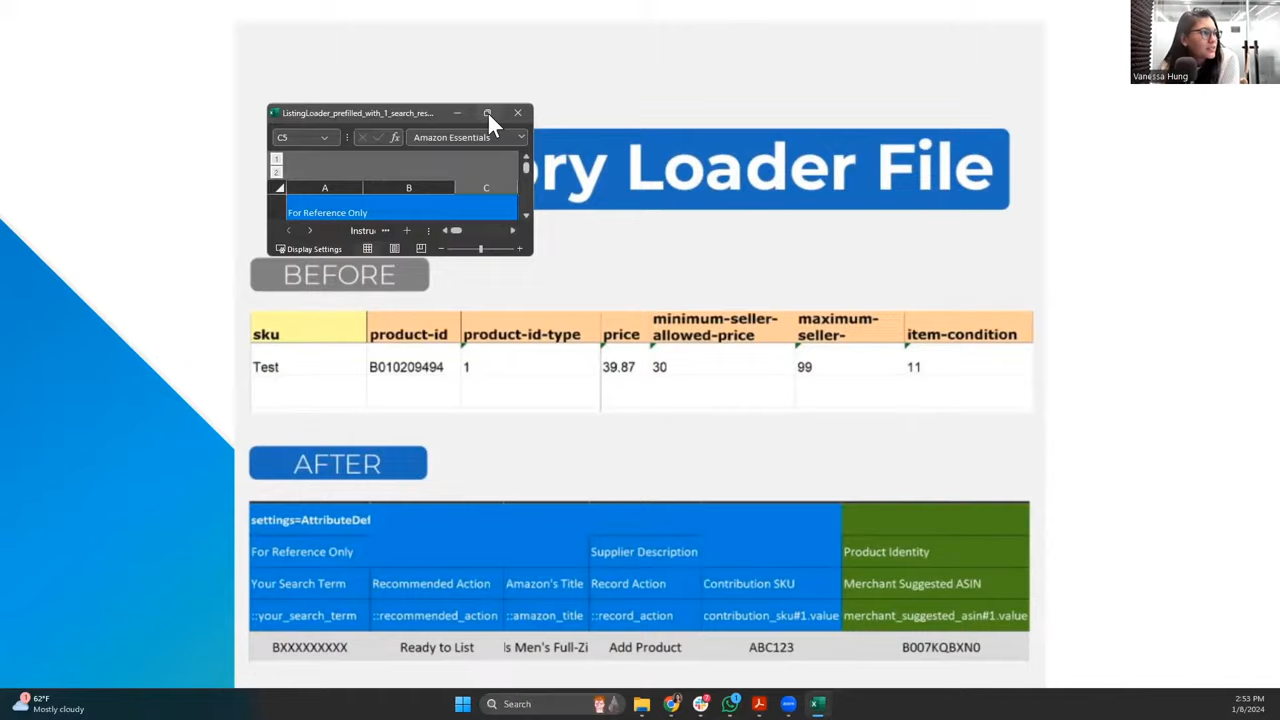 Vanessa Hung
ListingLoader_prefilled_with_1_search_res...
C5
fx
Amazon Essentials
1
2
A B C
For Reference Only
Instru
Display Settings
ory Loader File
BEFORE
sku product-id product-id-type price minimum-seller-allowed-price maximum-seller- item-condition
Test B010209494 1 39.87 30 99 11
AFTER
settings=AttributeDef
For Reference Only Supplier Description Product Identity
Your Search Term Recommended Action Amazon's Title Record Action Contribution SKU Merchant Suggested ASIN
::your_search_term ::recommended_action ::amazon_title ::record_action contribution_sku#1.value merchant_suggested_asin#1.value
BXXXXXXXXX Ready to List ls Men's Full-Zi Add Product ABC123 B007KQBXN0
1
62°F
Mostly cloudy
Search
2:53 PM
1/8/2024